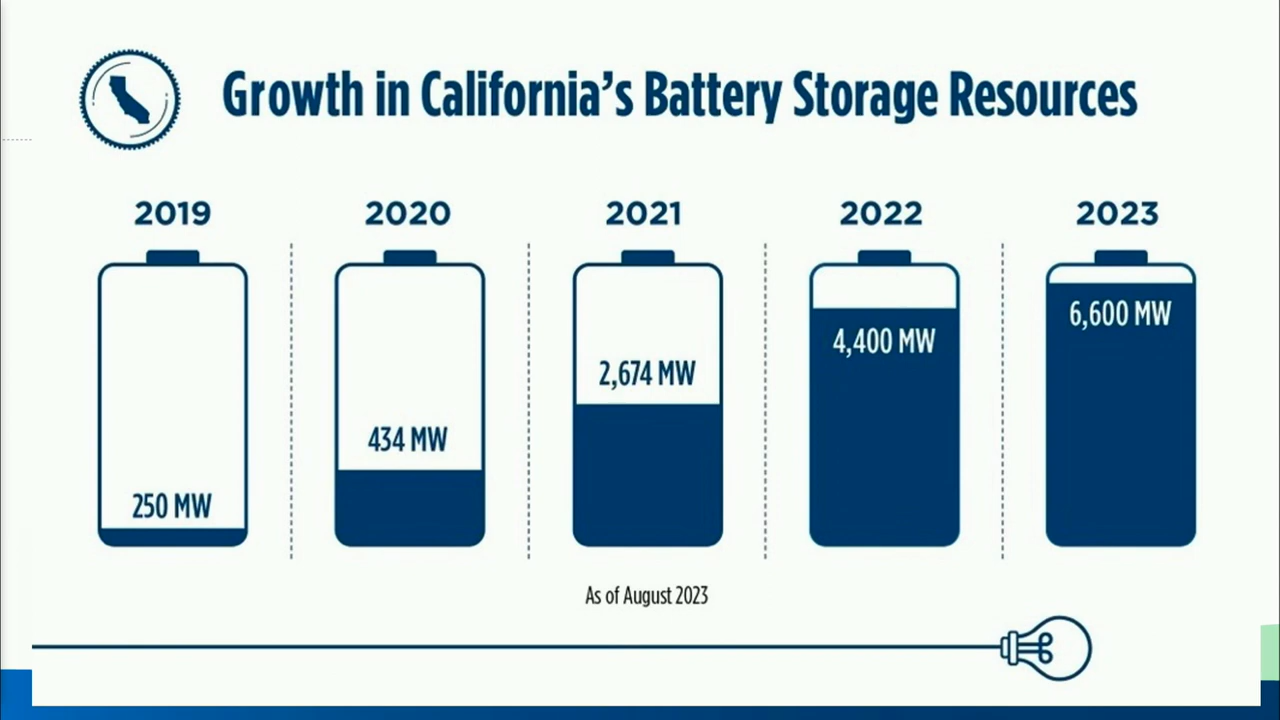 Growth in California’s Battery Storage Resources
2019
2020
2021
2022
2023
250 MW
434 MW
2,674 MW
4,400 MW
6,600 MW
As of August 2023